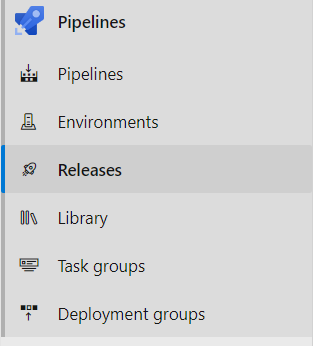 Pipelines
Pipelines
Environments
Releases
Library
Task groups
Deployment groups